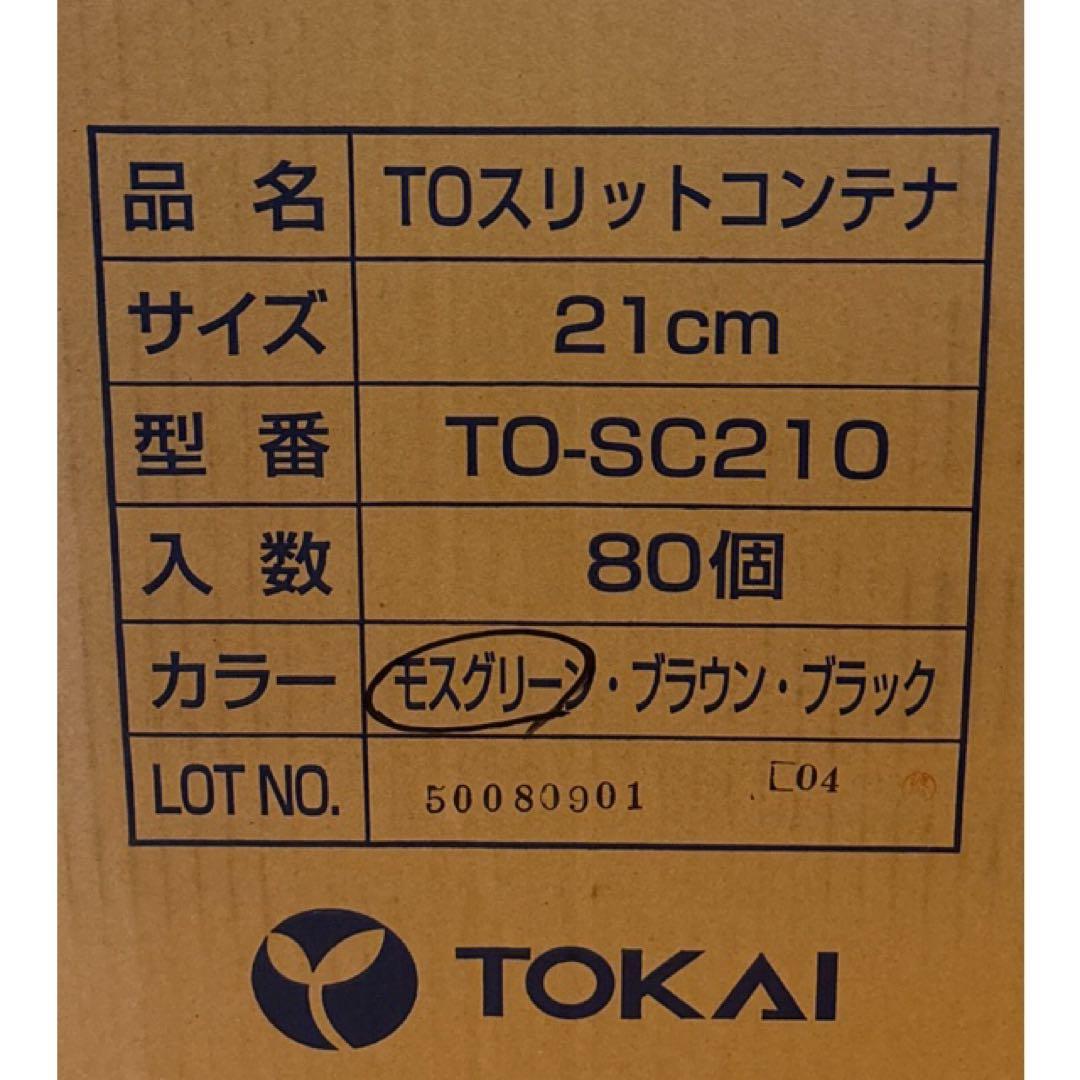 品名 TOスリットコンテナ
サイズ 21cm
型番 TO-SC210
入数 80個
カラー モスグリーン・ブラウン・ブラック
LOT NO. 50080901 04
TOKAI